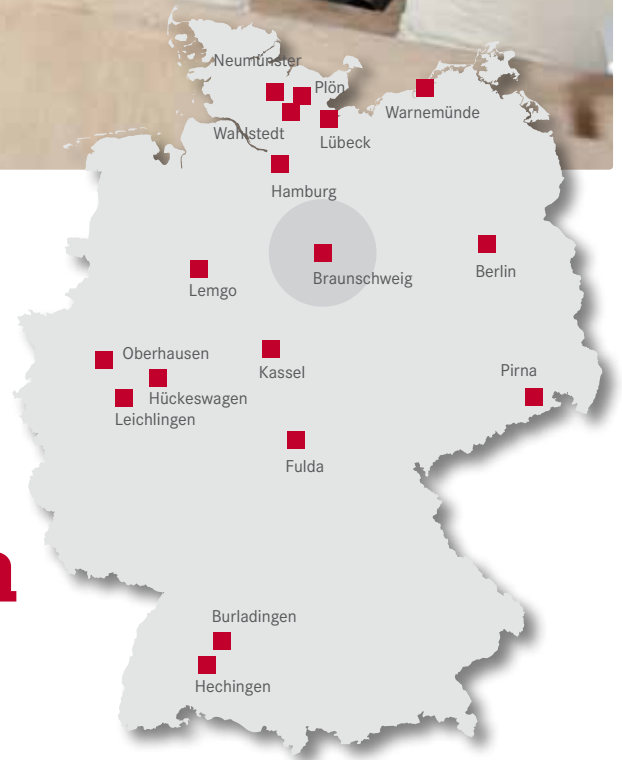 Neumünster
Plön
Warnemünde
Wahlstedt
Lübeck
Hamburg
Braunschweig
Berlin
Lemgo
Oberhausen
Kassel
Pirna
Hückeswagen
Leichlingen
Fulda
n
Burladingen
Hechingen